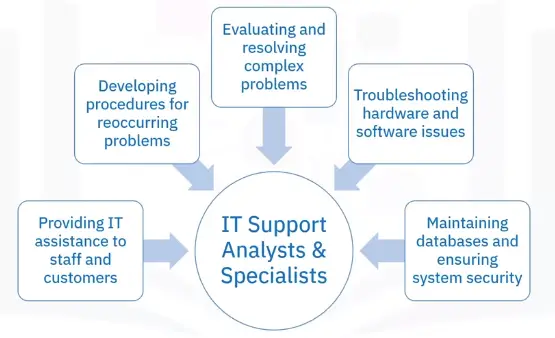 Evaluating and
resolving
complex
problems
Developing
procedures for
reoccurring
problems
Troubleshooting
hardware and
software issues
Providing IT
assistance to
staff and
customers
IT Support
Analysts &
Specialists
Maintaining
databases and
ensuring
system security